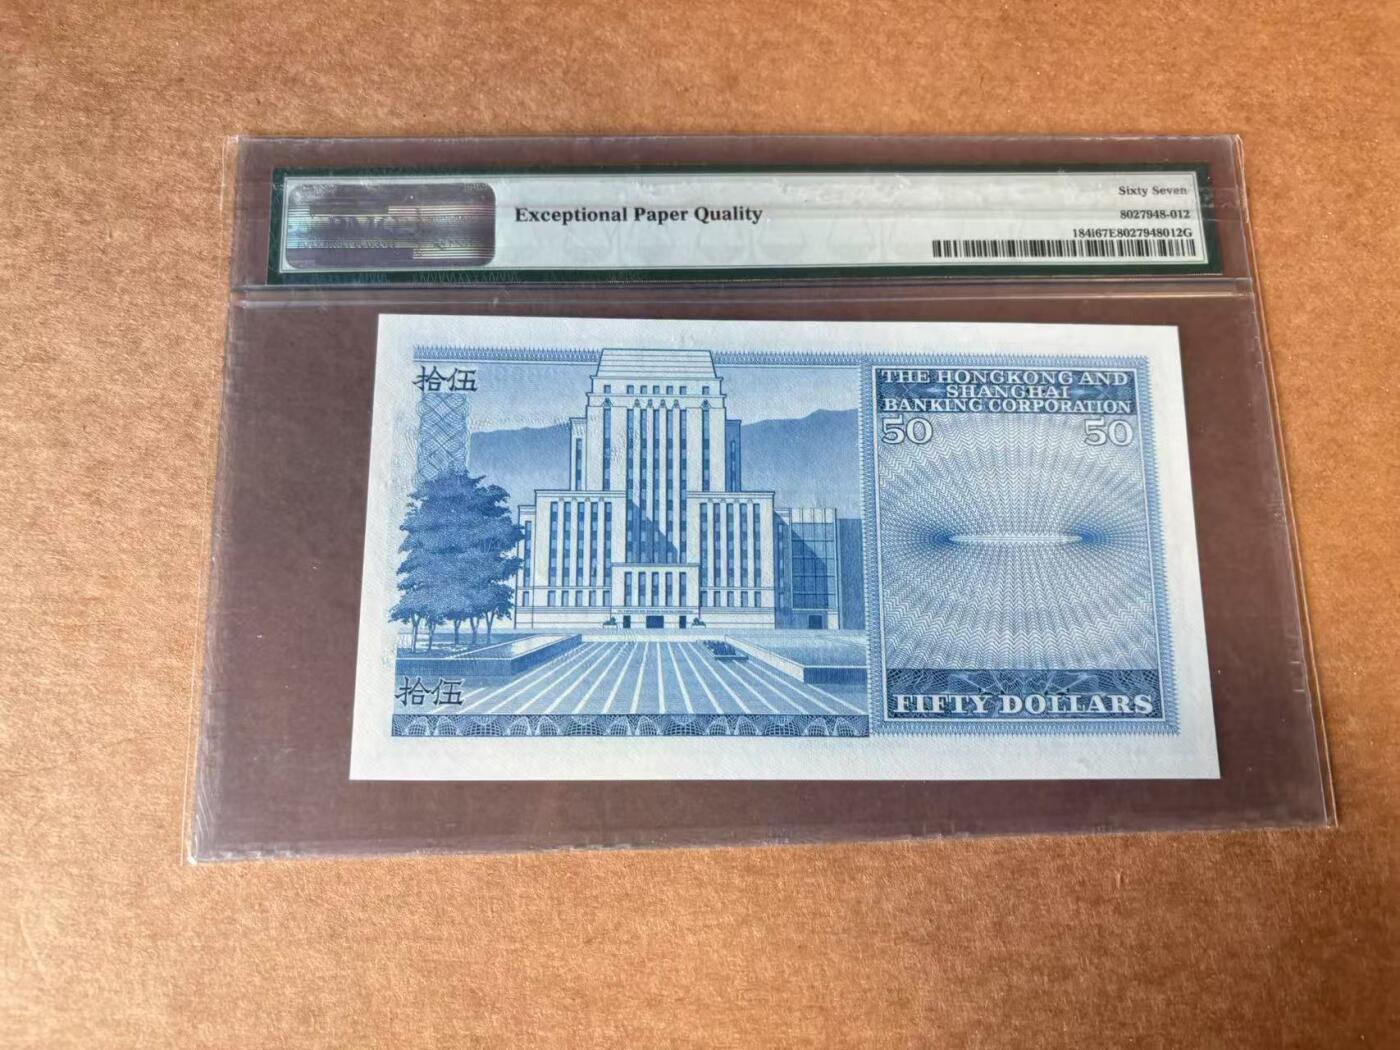 Sixty Seven
Exceptional Paper Quality
8027948-012
184i67E8027948012G
拾伍
THE HONGKONG AND
SHANGHAI
BANKING CORPORATION
50 50
拾伍
FIFTY DOLLARS